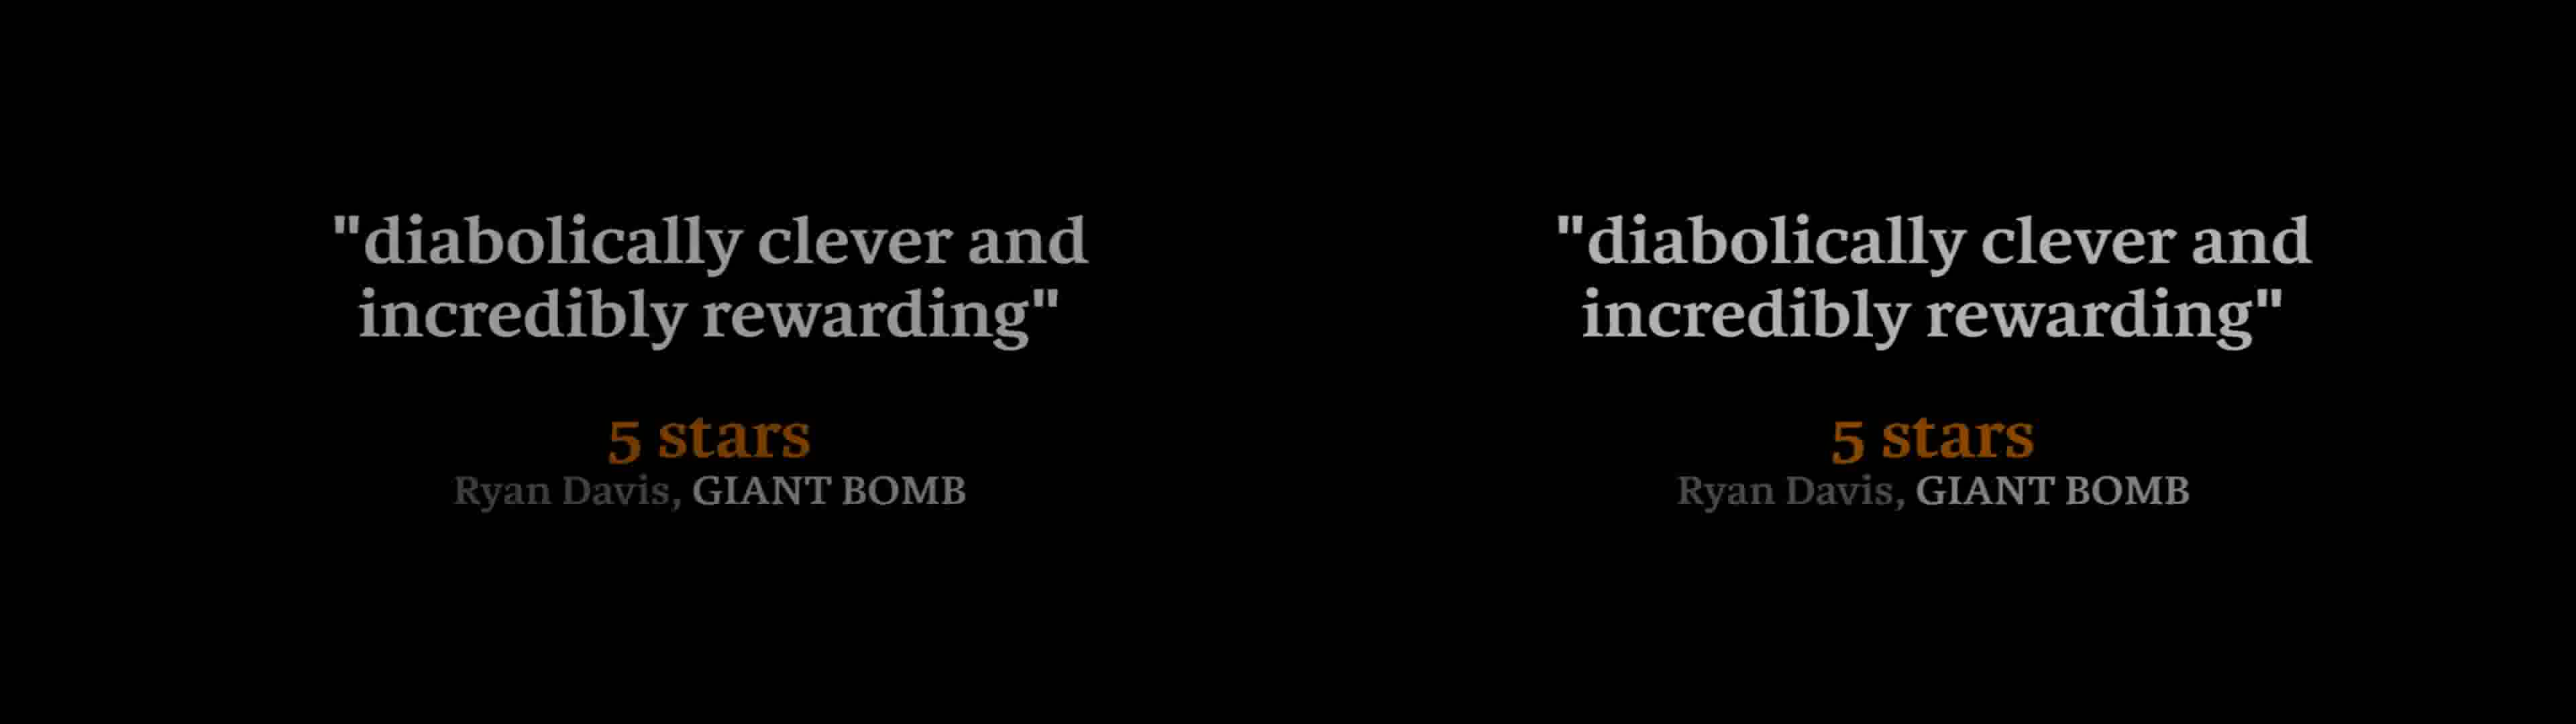 "diabolically clever and
incredibly rewarding"
5 stars
Ryan Davis, GIANT BOMB
"diabolically clever and
incredibly rewarding"
5 stars
Ryan Davis, GIANT BOMB